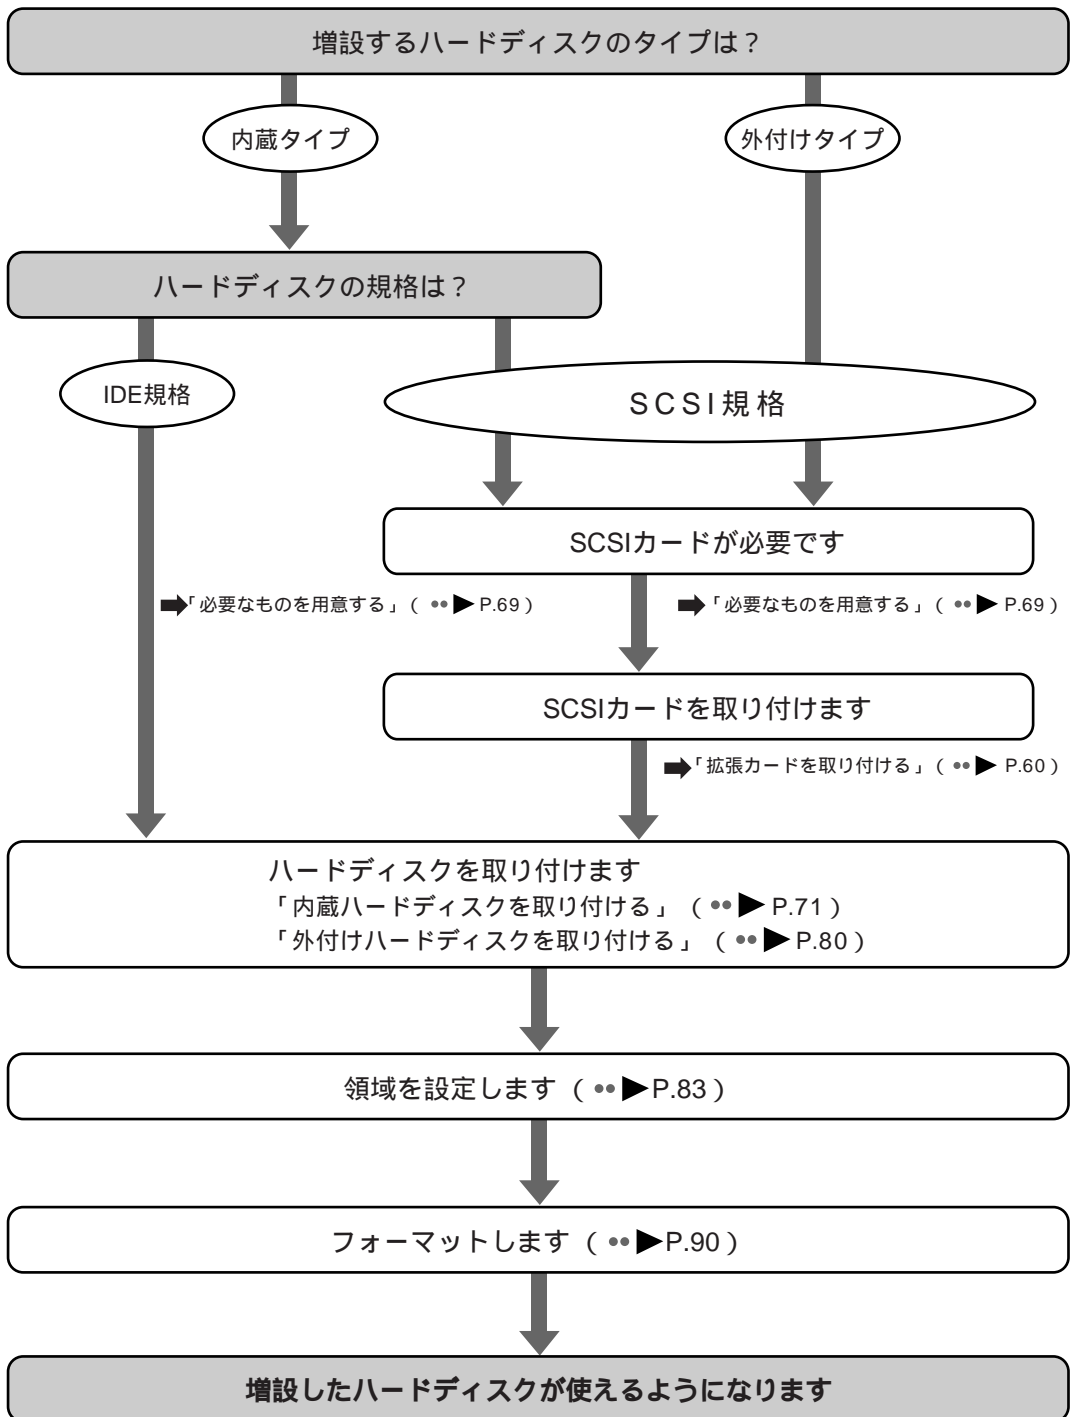 増設するハードディスクのタイプは？
内蔵タイプ
外付けタイプ
ハードディスクの規格は？
IDE規格
SCSI規格
SCSIカードが必要です
➡「必要なものを用意する」（••▶P.69）
➡「必要なものを用意する」（••▶P.69）
SCSIカードを取り付けます
➡「拡張カードを取り付ける」（••▶P.60）
ハードディスクを取り付けます
「内蔵ハードディスクを取り付ける」（••▶P.71）
「外付けハードディスクを取り付ける」（••▶P.80）
領域を設定します（••▶P.83）
フォーマットします（••▶P.90）
増設したハードディスクが使えるようになります